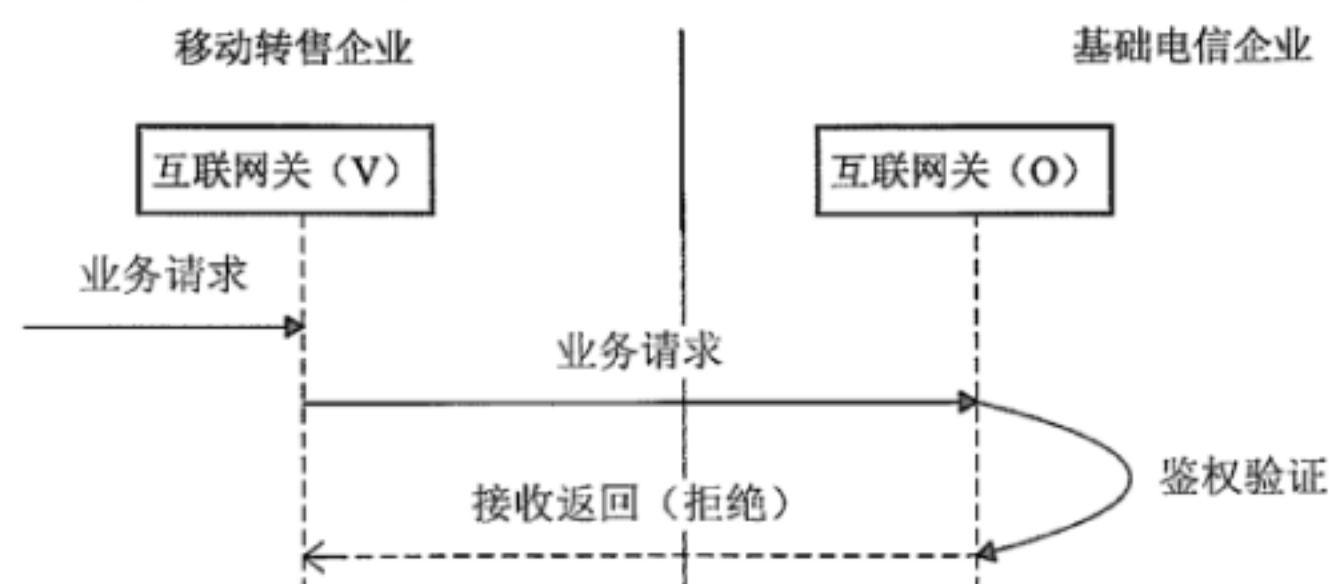 移动转售企业
基础电信企业
互联网关（V）
互联网关（O）
业务请求
业务请求
鉴权验证
接收返回（拒绝）